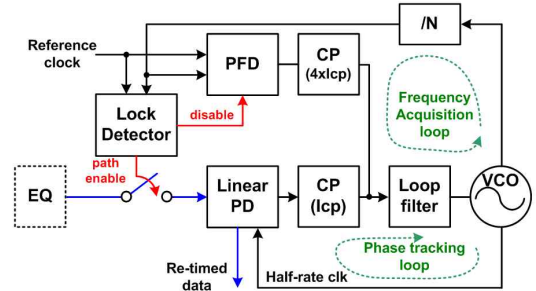 /N
Reference
clock
PFD
CP
(4xIcp)
Frequency
Acquisition
loop
Lock
Detector
disable
path
enable
EQ
Linear
PD
CP
(Icp)
Loop
filter
VCO
Phase tracking
loop
Re-timed
data
Half-rate clk